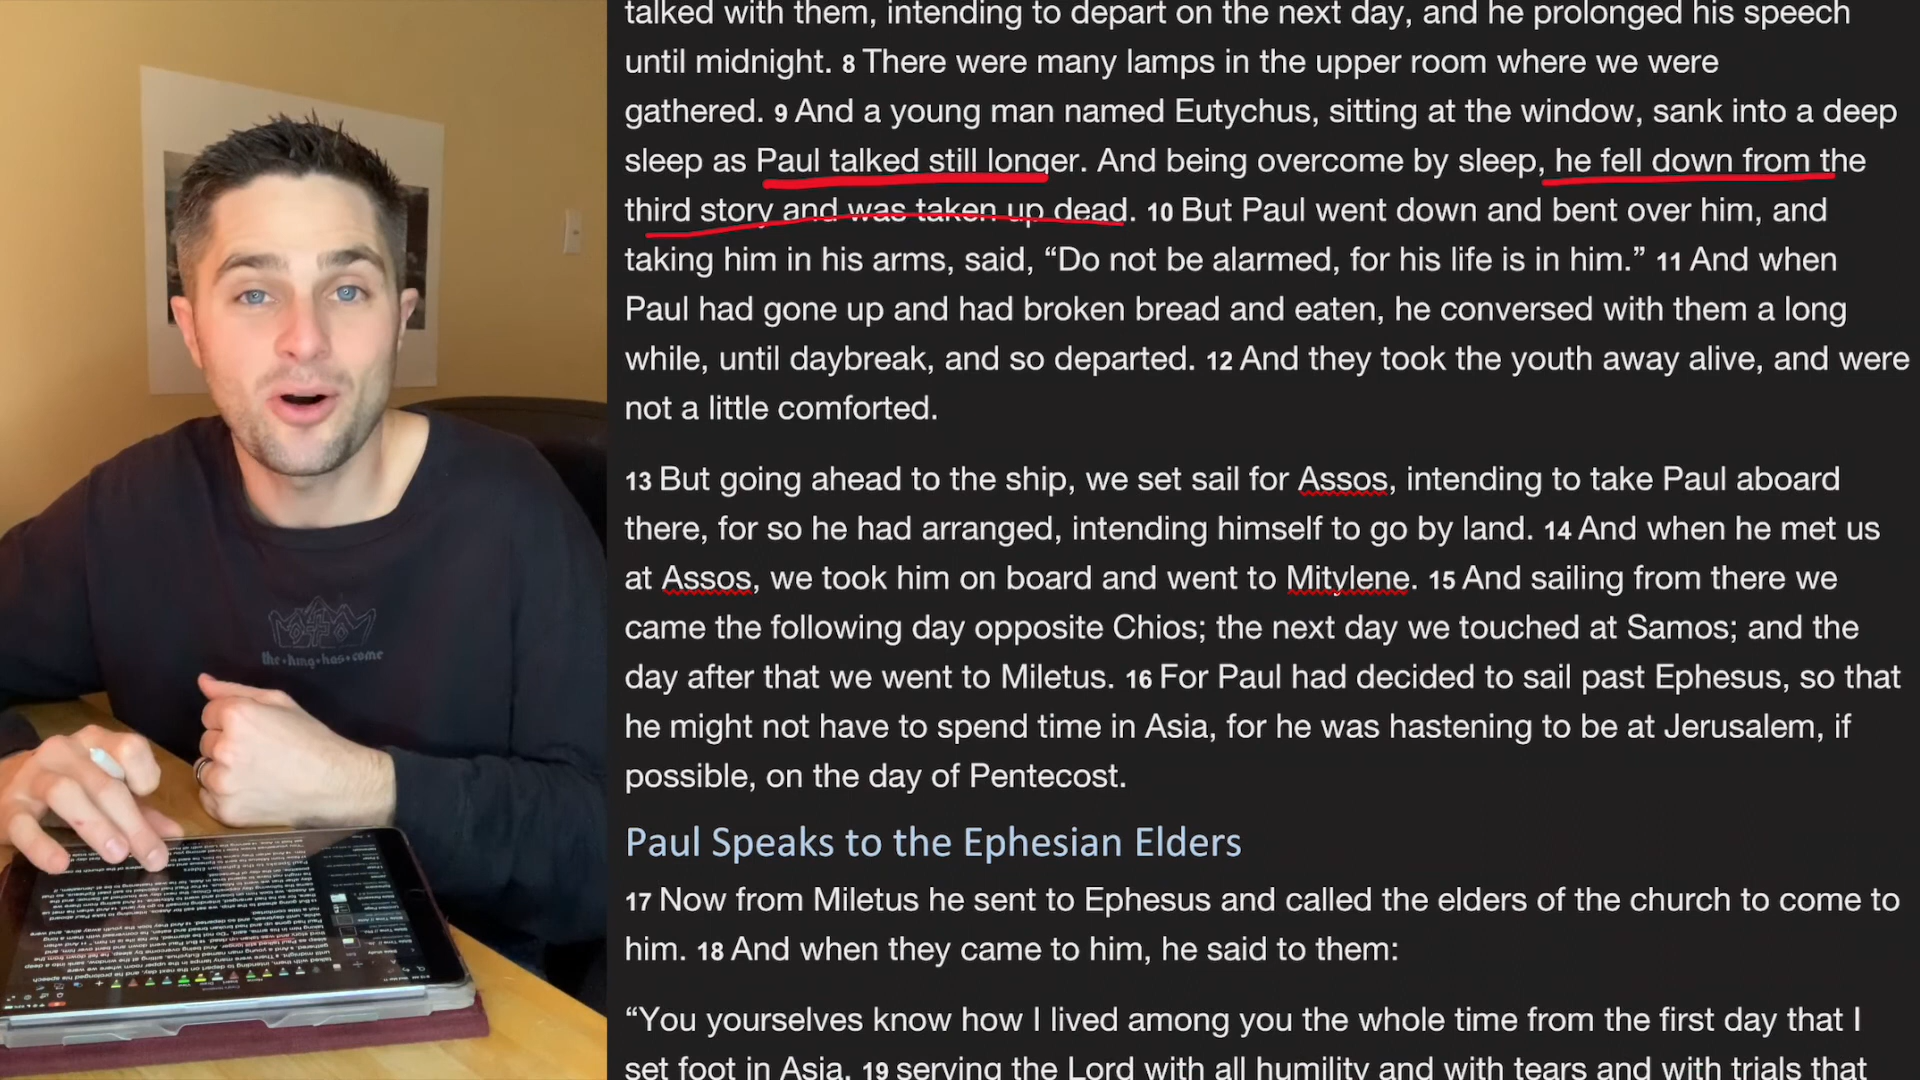 talked with them, intending to depart on the next day, and he prolonged his speech
until midnight. 8 There were many lamps in the upper room where we were
gathered. 9 And a young man named Eutychus, sitting at the window, sank into a deep
sleep as Paul talked still longer. And being overcome by sleep, he fell down from the
third story and was taken up dead. 10 But Paul went down and bent over him, and
taking him in his arms, said, “Do not be alarmed, for his life is in him.” 11 And when
Paul had gone up and had broken bread and eaten, he conversed with them a long
while, until daybreak, and so departed. 12 And they took the youth away alive, and were
not a little comforted.
13 But going ahead to the ship, we set sail for Assos, intending to take Paul aboard
there, for so he had arranged, intending himself to go by land. 14 And when he met us
at Assos, we took him on board and went to Mitylene. 15 And sailing from there we
came the following day opposite Chios; the next day we touched at Samos; and the
day after that we went to Miletus. 16 For Paul had decided to sail past Ephesus, so that
he might not have to spend time in Asia, for he was hastening to be at Jerusalem, if
possible, on the day of Pentecost.
Paul Speaks to the Ephesian Elders
17 Now from Miletus he sent to Ephesus and called the elders of the church to come to
him. 18 And when they came to him, he said to them:
“You yourselves know how I lived among you the whole time from the first day that I
set foot in Asia, 19 serving the Lord with all humility and with tears and with trials that
the•king•has•come